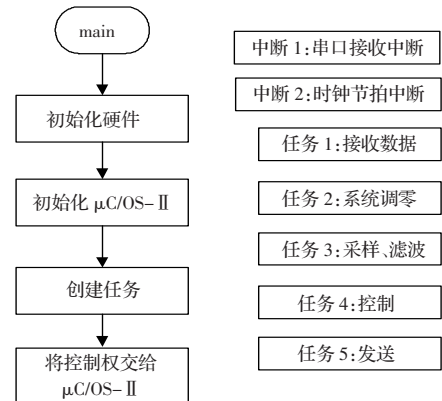 main
初始化硬件
初始化 μC/OS-Ⅱ
创建任务
将控制权交给
μC/OS-Ⅱ
中断 1:串口接收中断
中断 2:时钟节拍中断
任务 1:接收数据
任务 2:系统调零
任务 3:采样、滤波
任务 4:控制
任务 5:发送